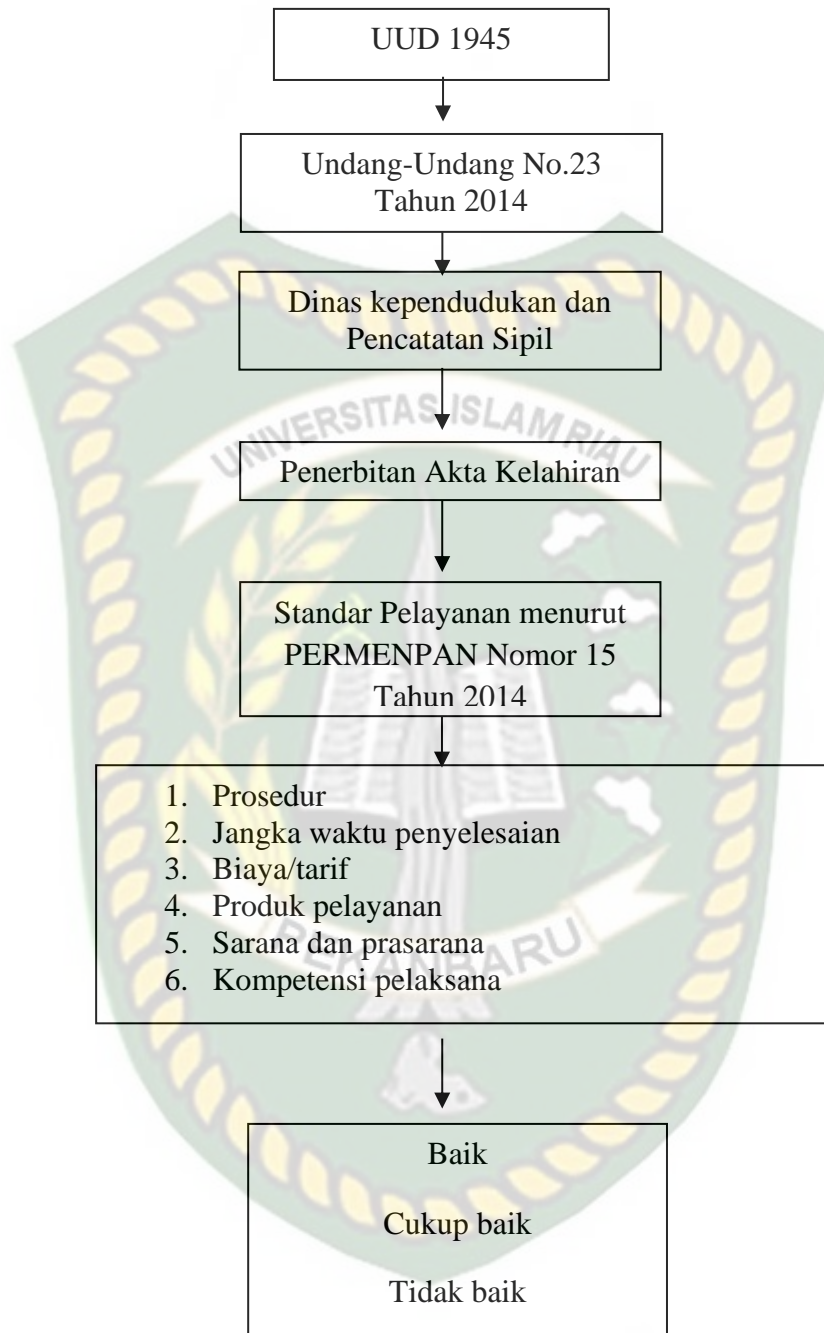 UUD 1945
Undang-Undang No.23
Tahun 2014
Dinas kependudukan dan
Pencatatan Sipil
UNIVERSITAS ISLAM RIAU
Penerbitan Akta Kelahiran
Standar Pelayanan menurut
PERMENPAN Nomor 15
Tahun 2014
1. Prosedur
2. Jangka waktu penyelesaian
3. Biaya/tarif
4. Produk pelayanan
5. Sarana dan prasarana
PEKANBARU
6. Kompetensi pelaksana
Baik
Cukup baik
Tidak baik